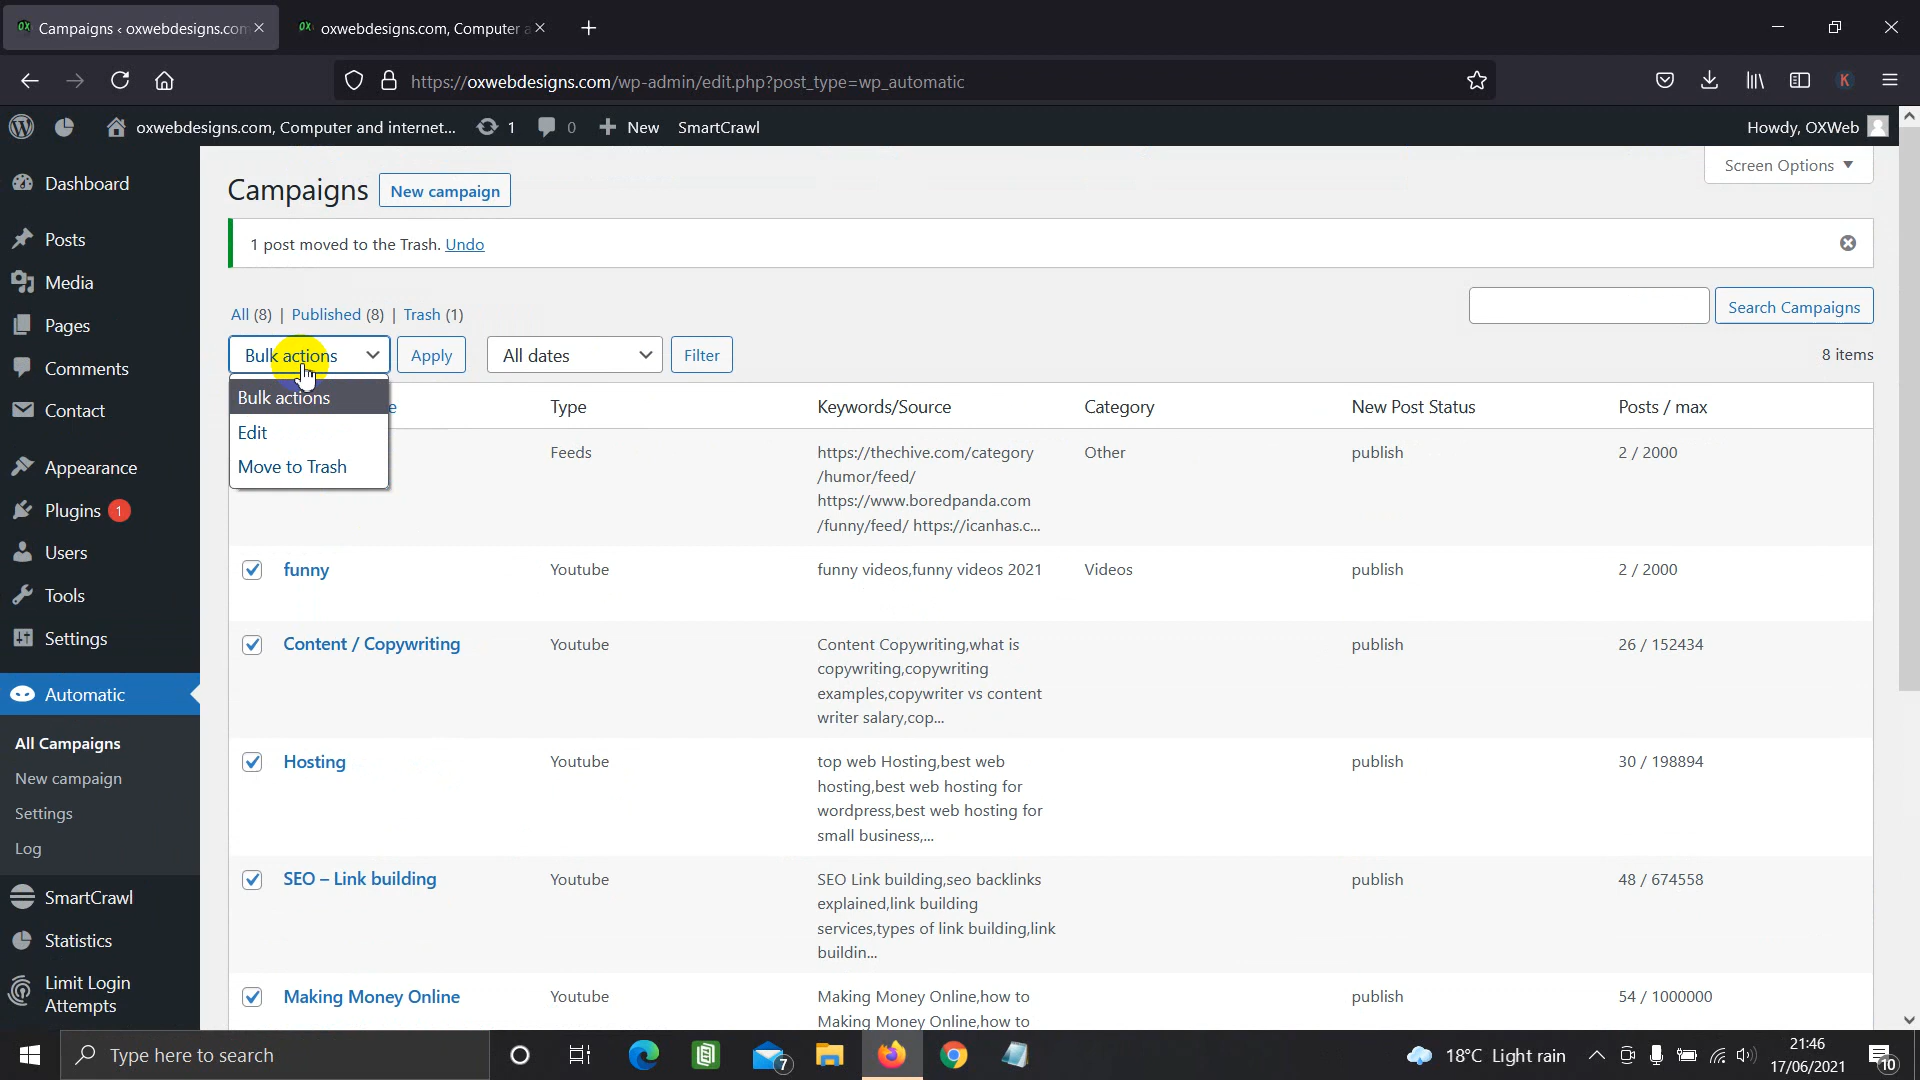 Campaigns ‹ oxwebdesigns.com
oxwebdesigns.com, Computer a
https://oxwebdesigns.com/wp-admin/edit.php?post_type=wp_automatic
K
oxwebdesigns.com, Computer and internet...
1
0
New
SmartCrawl
Howdy, OXWeb
Dashboard
Posts
Media
Pages
Comments
Contact
Appearance
Plugins 1
Users
Tools
Settings
Automatic
All Campaigns
New campaign
Settings
Log
SmartCrawl
Statistics
Limit Login
Attempts
Screen Options
Campaigns
New campaign
1 post moved to the Trash. Undo
All (8) | Published (8) | Trash (1)
Search Campaigns
Bulk actions
Apply
All dates
Filter
8 items
Bulk actions
Edit
Move to Trash
Type
Keywords/Source
Category
New Post Status
Posts / max
Feeds
https://thechive.com/category
/humor/feed/
https://www.boredpanda.com
/funny/feed/ https://icanhas.c...
Other
publish
2 / 2000
funny
Youtube
funny videos,funny videos 2021
Videos
publish
2 / 2000
Content / Copywriting
Youtube
Content Copywriting,what is
copywriting,copywriting
examples,copywriter vs content
writer salary,cop...
publish
26 / 152434
Hosting
Youtube
top web Hosting,best web
hosting,best web hosting for
wordpress,best web hosting for
small business,...
publish
30 / 198894
SEO – Link building
Youtube
SEO Link building,seo backlinks
explained,link building
services,types of link building,link
buildin...
publish
48 / 674558
Making Money Online
Youtube
Making Money Online,how to
Making Money Online,how to
publish
54 / 1000000
Type here to search
7
18°C Light rain
21:46
17/06/2021
10